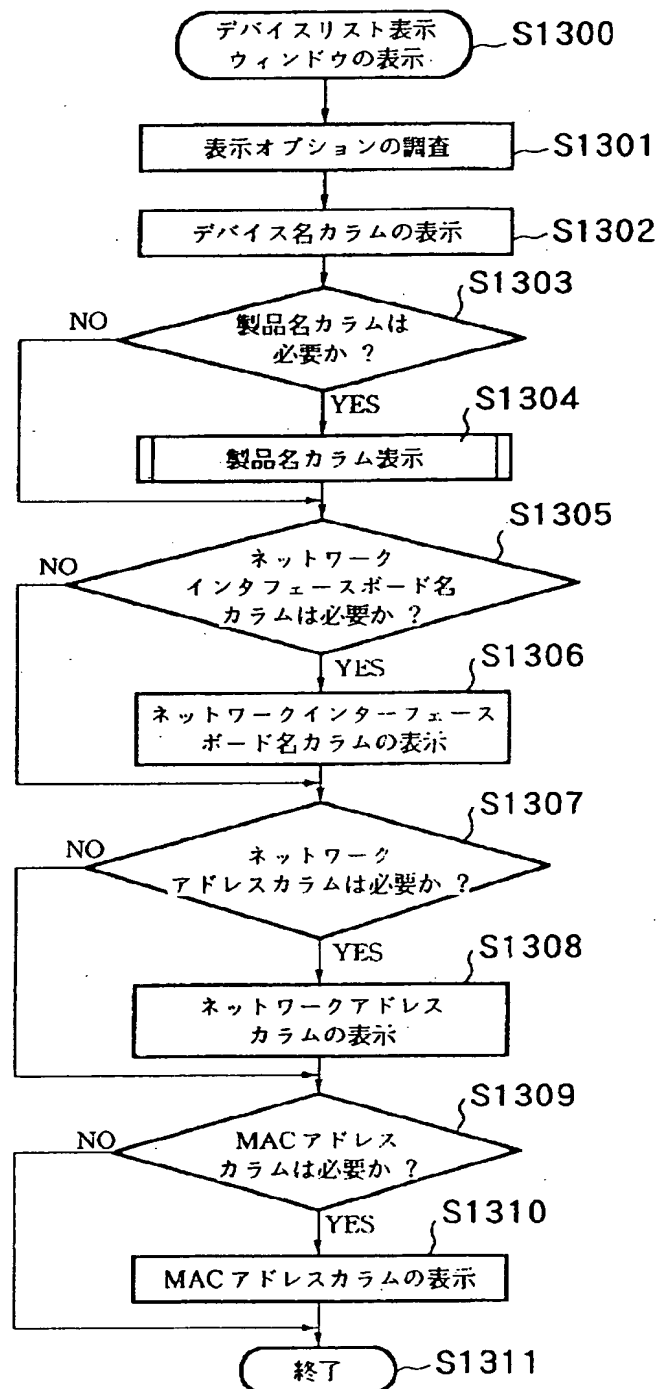 デバイスリスト表示
ウィンドウの表示
S1300
表示オプションの調査
S1301
デバイス名カラムの表示
S1302
S1303
NO
製品名カラムは
必要か ?
YES
S1304
製品名カラム表示
S1305
NO
ネットワーク
インタフェースボード名
カラムは必要か ?
YES
S1306
ネットワークインターフェース
ボード名カラムの表示
S1307
NO
ネットワーク
アドレスカラムは必要か ?
YES
S1308
ネットワークアドレス
カラムの表示
S1309
NO
MACアドレス
カラムは必要か ?
YES
S1310
MACアドレスカラムの表示
終了
S1311